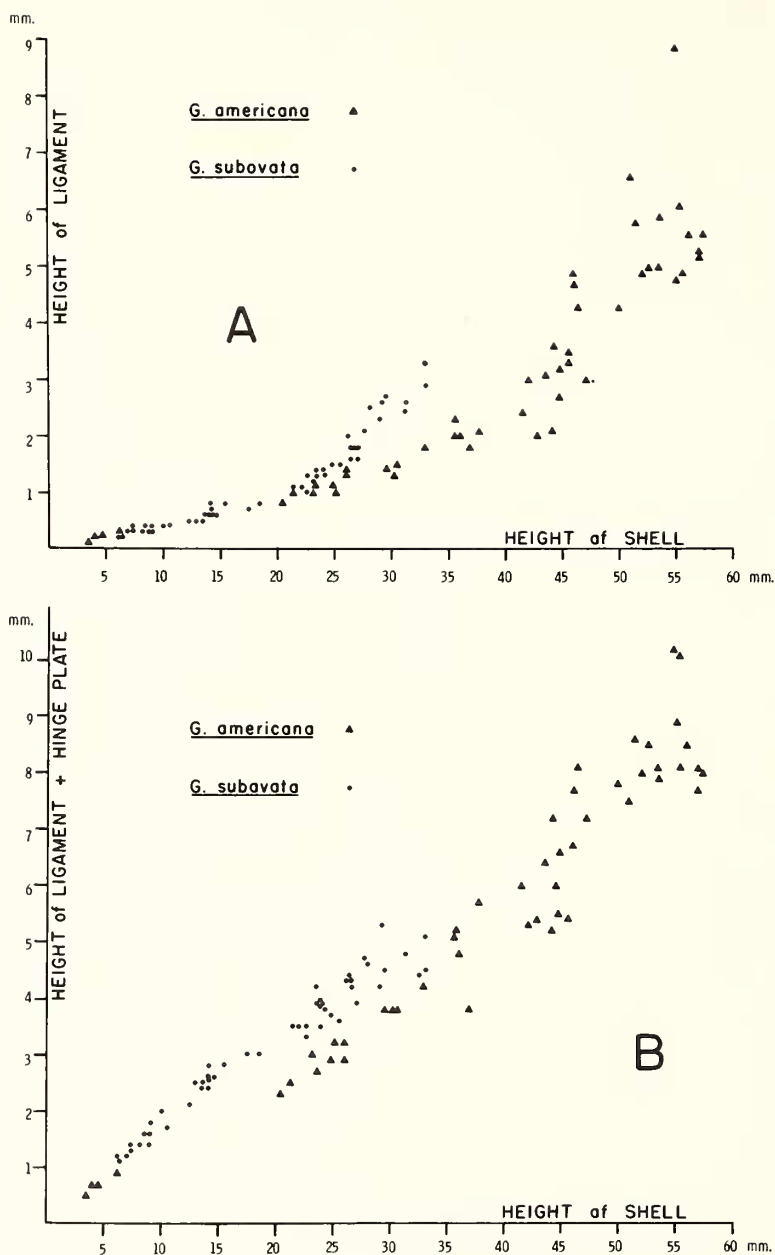 mm.
9
8
7
6
5
4
3
2
1
HEIGHT of LIGAMENT
G. americana
G. subovata
A
HEIGHT af SHELL
5 10 15 20 25 30 35 40 45 50 55 60 mm.
mm.
10
9
8
7
6
5
4
3
2
1
HEIGHT of LIGAMENT + HINGE PLATE
G. americana
G. subavata
B
HEIGHT af SHELL
5 10 15 20 25 30 35 40 45 50 55 60 mm.